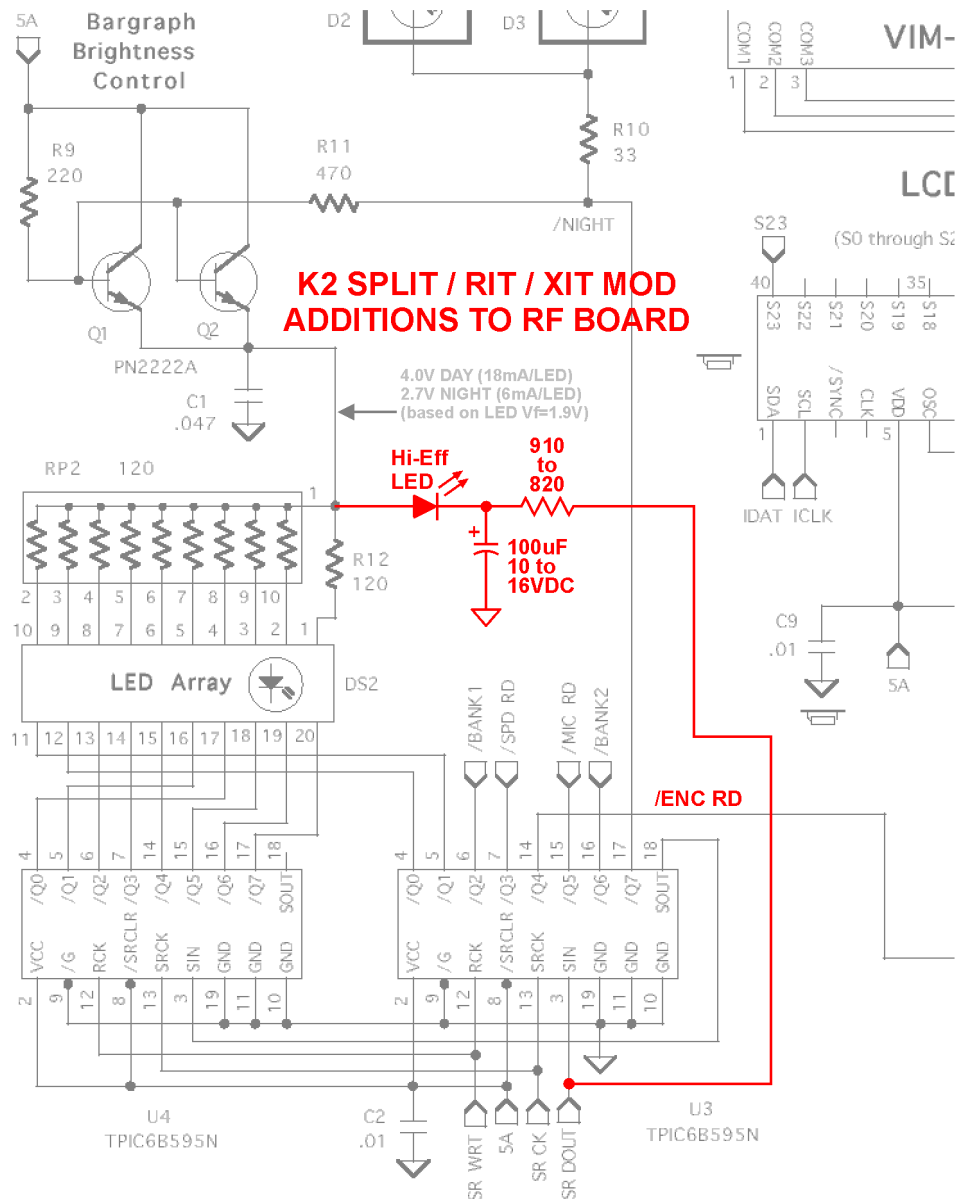 5A
Bargraph
Brightness
Control
D2
D3
COM1
COM2
COM3
VIM-
1
2
3
R9
220
R11
470
R10
33
/NIGHT
LCD
(S0 through S2
S23
40
35
S23
S22
S21
S20
S19
S18
K2 SPLIT / RIT / XIT MOD
ADDITIONS TO RF BOARD
Q1
Q2
PN2222A
C1
.047
4.0V DAY (18mA/LED)
2.7V NIGHT (6mA/LED)
(based on LED Vf=1.9V)
SDA
SCL
/SYNC
CLK
VDD
OSC
1
5
IDAT
ICLK
RP2
120
1
Hi-Eff
LED
910
to
820
+
100uF
10 to
16VDC
R12
120
2
3
4
5
6
7
8
9
10
10
9
8
7
6
5
4
3
2
1
C9
.01
5A
LED Array
DS2
11
12
13
14
15
16
17
18
19
20
/BANK1
/SPD RD
/MIC RD
/BANK2
/ENC RD
4
5
6
7
14
15
16
17
18
/Q0
/Q1
/Q2
/Q3
/Q4
/Q5
/Q6
/Q7
SOUT
VCC
/G
RCK
/SRCLR
SRCK
SIN
GND
GND
GND
2
9
12
8
13
3
19
11
10
4
5
6
7
14
15
16
17
18
/Q0
/Q1
/Q2
/Q3
/Q4
/Q5
/Q6
/Q7
SOUT
VCC
/G
RCK
/SRCLR
SRCK
SIN
GND
GND
GND
2
9
12
8
13
3
19
11
10
U4
TPIC6B595N
C2
.01
SR WRT
5A
SR CK
SR DOUT
U3
TPIC6B595N